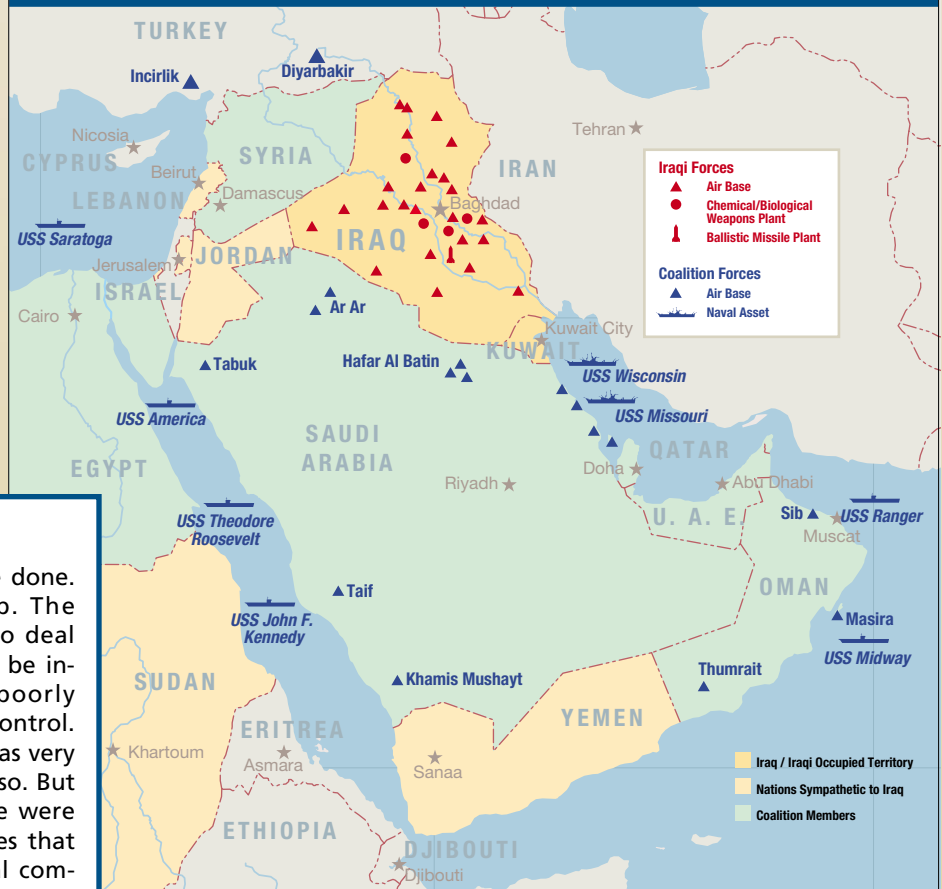 TURKEY
Incirlik
Diyarbakir
Nicosia
CYPRUS
SYRIA
Tehran
IRAN
Beirut
LEBANON
Damascus
Baghdad
USS Saratoga
IRAQ
Jerusalem
JORDAN
ISRAEL
Cairo
Ar Ar
Iraqi Forces
Air Base
Chemical/Biological
Weapons Plant
Ballistic Missile Plant
Coalition Forces
Air Base
Naval Asset
Kuwait City
KUWAIT
Tabuk
Hafar Al Batin
USS Wisconsin
USS America
USS Missouri
SAUDI
ARABIA
EGYPT
QATAR
Doha
Riyadh
Abu Dhabi
U. A. E.
Sib
USS Ranger
Muscat
USS Theodore
Roosevelt
OMAN
Taif
USS John F.
Kennedy
Masira
USS Midway
Khamis Mushayt
Thumrait
SUDAN
YEMEN
ERITREA
Khartoum
Asmara
Sanaa
ETHIOPIA
DJIBOUTI
Djibouti
Iraq / Iraqi Occupied Territory
Nations Sympathetic to Iraq
Coalition Members
done.
p. The
o deal
be in-
poorly
ontrol.
as very
so. But
e were
es that
al com-